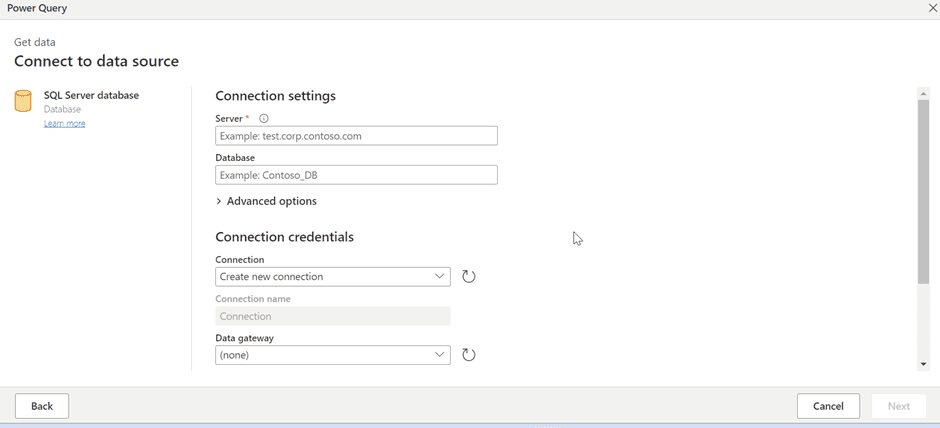 Power Query
Get data
Connect to data source
SQL Server database
Database
Learn more
Connection settings
Server *
Example: test.corp.contoso.com
Database
Example: Contoso_DB
Advanced options
Connection credentials
Connection
Create new connection
Connection name
Connection
Data gateway
(none)
Back
Cancel
Next